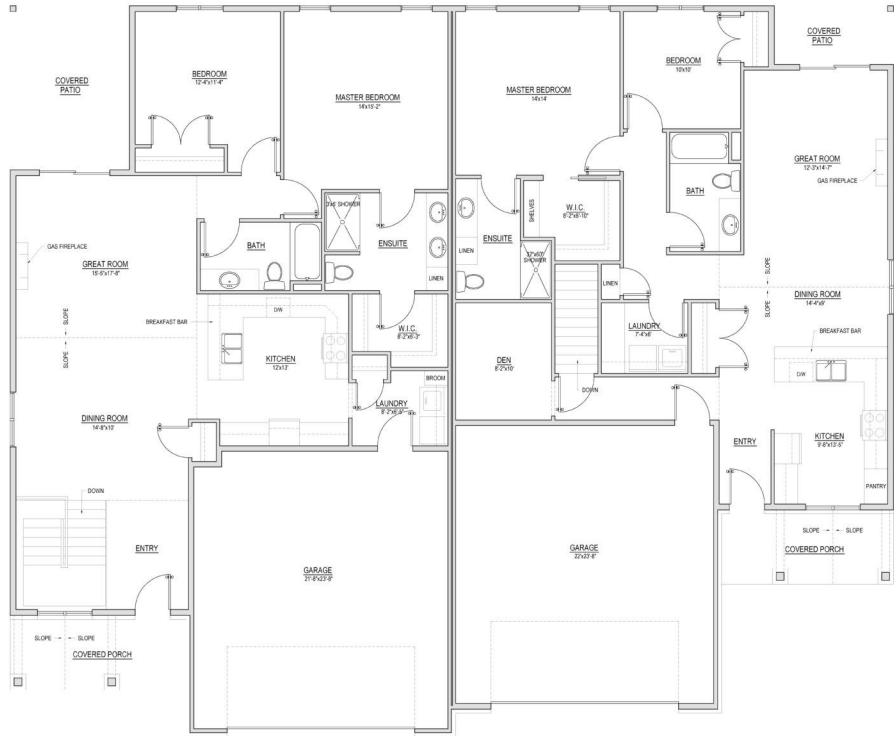 COVERED
PATIO
BEDROOM
12'-4"x11'-4"
MASTER BEDROOM
14'x15'-2"
MASTER BEDROOM
14'x14'
BEDROOM
10'x10'
COVERED
PATIO
GREAT ROOM
12'-3"x14'-7"
GAS FIREPLACE
BATH
W.I.C.
8'-2"x6'-10"
SHELVES
3'x5' SHOWER
ENSUITE
LINEN
LINEN
ENSUITE
SHOWER
BATH
GAS FIREPLACE
GREAT ROOM
15'-5"x17'-8"
SLOPE
SLOPE
BREAKFAST BAR
D/W
KITCHEN
12'x13'
W.I.C.
8'-2"x6'-3"
BROOM
LAUNDRY
DINING ROOM
14'-8"x10'
DOWN
ENTRY
GARAGE
21'-8"x23'-8"
SLOPE
SLOPE
COVERED PORCH
LINEN
LAUNDRY
7'-4"x6'
DEN
8'-2"x10'
DOWN
SLOPE
SLOPE
DINING ROOM
14'-4"x9'
BREAKFAST BAR
D/W
KITCHEN
9'-8"x13'-5"
PANTRY
ENTRY
GARAGE
22'x23'-8"
SLOPE
SLOPE
COVERED PORCH